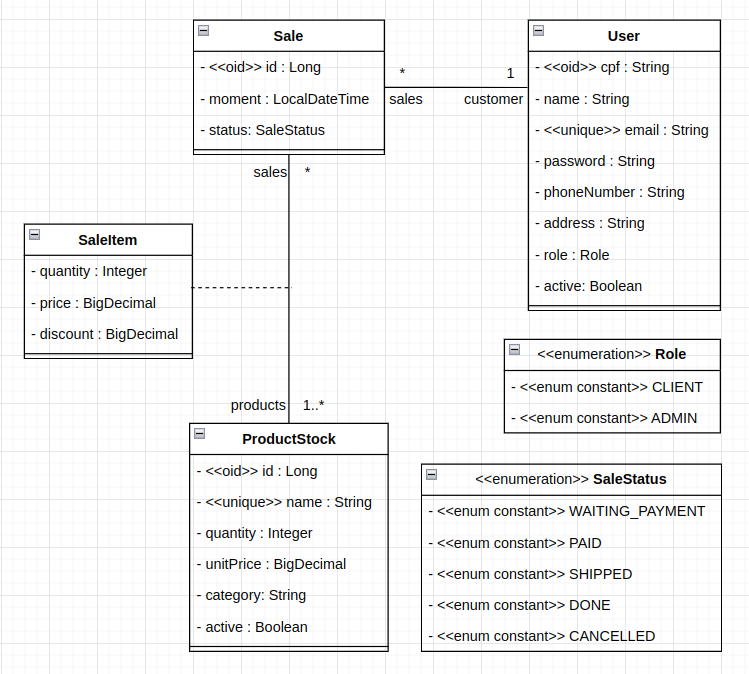 Sale
- <<oid>> id : Long
- moment : LocalDateTime
- status: SaleStatus
User
- <<oid>> cpf : String
- name : String
- <<unique>> email : String
- password : String
- phoneNumber : String
- address : String
- role : Role
- active: Boolean
* 1
sales customer
sales *
SaleItem
- quantity : Integer
- price : BigDecimal
- discount : BigDecimal
products 1..*
ProductStock
- <<oid>> id : Long
- <<unique>> name : String
- quantity : Integer
- unitPrice : BigDecimal
- category: String
- active : Boolean
<<enumeration>> Role
- <<enum constant>> CLIENT
- <<enum constant>> ADMIN
<<enumeration>> SaleStatus
- <<enum constant>> WAITING_PAYMENT
- <<enum constant>> PAID
- <<enum constant>> SHIPPED
- <<enum constant>> DONE
- <<enum constant>> CANCELLED